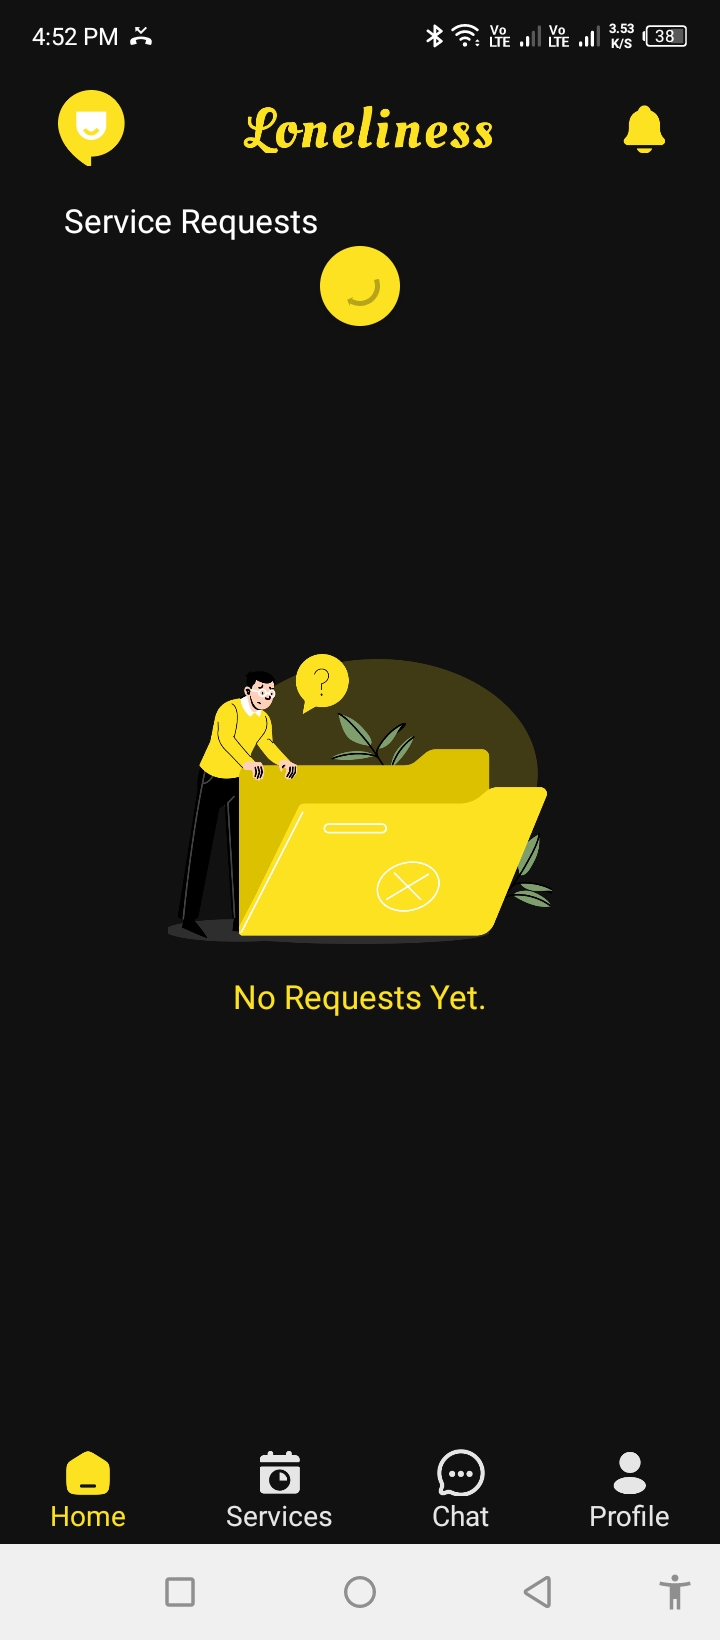 4:52 PM
Vo LTE Vo LTE 3.53 K/S 38
Loneliness
Service Requests
?
No Requests Yet.
Home Services Chat Profile